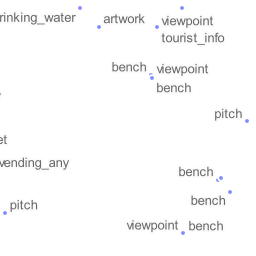 rinking_water
artwork
viewpoint
tourist_info
bench
viewpoint
bench
pitch
et
vending_any
bench
pitch
bench
viewpoint
bench